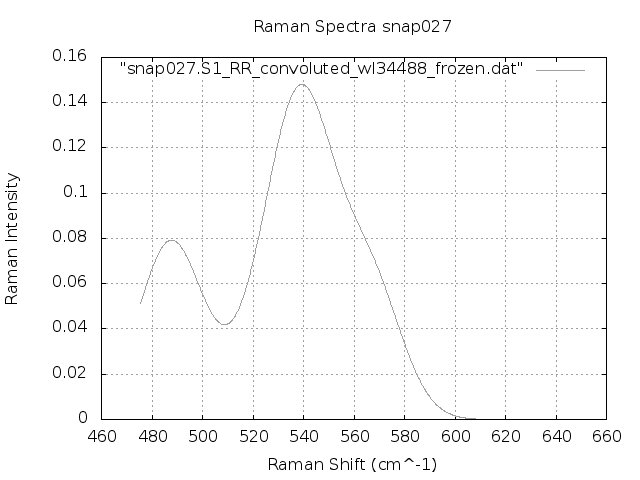 Raman Spectra snap027
"snap027.S1_RR_convoluted_wl34488_frozen.dat"
Raman Intensity
0.16
0.14
0.12
0.1
0.08
0.06
0.04
0.02
0
460 480 500 520 540 560 580 600 620 640 660
Raman Shift (cm^-1)